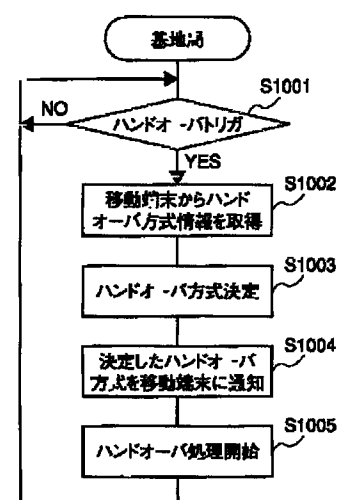 基地局
S1001
NO
ハンドオーバトリガ
YES
S1002
移動端末からハンド
オーバ方式情報を取得
S1003
ハンドオーバ方式決定
S1004
決定したハンドオーバ
方式を移動端末に通知
S1005
ハンドオーバ処理開始